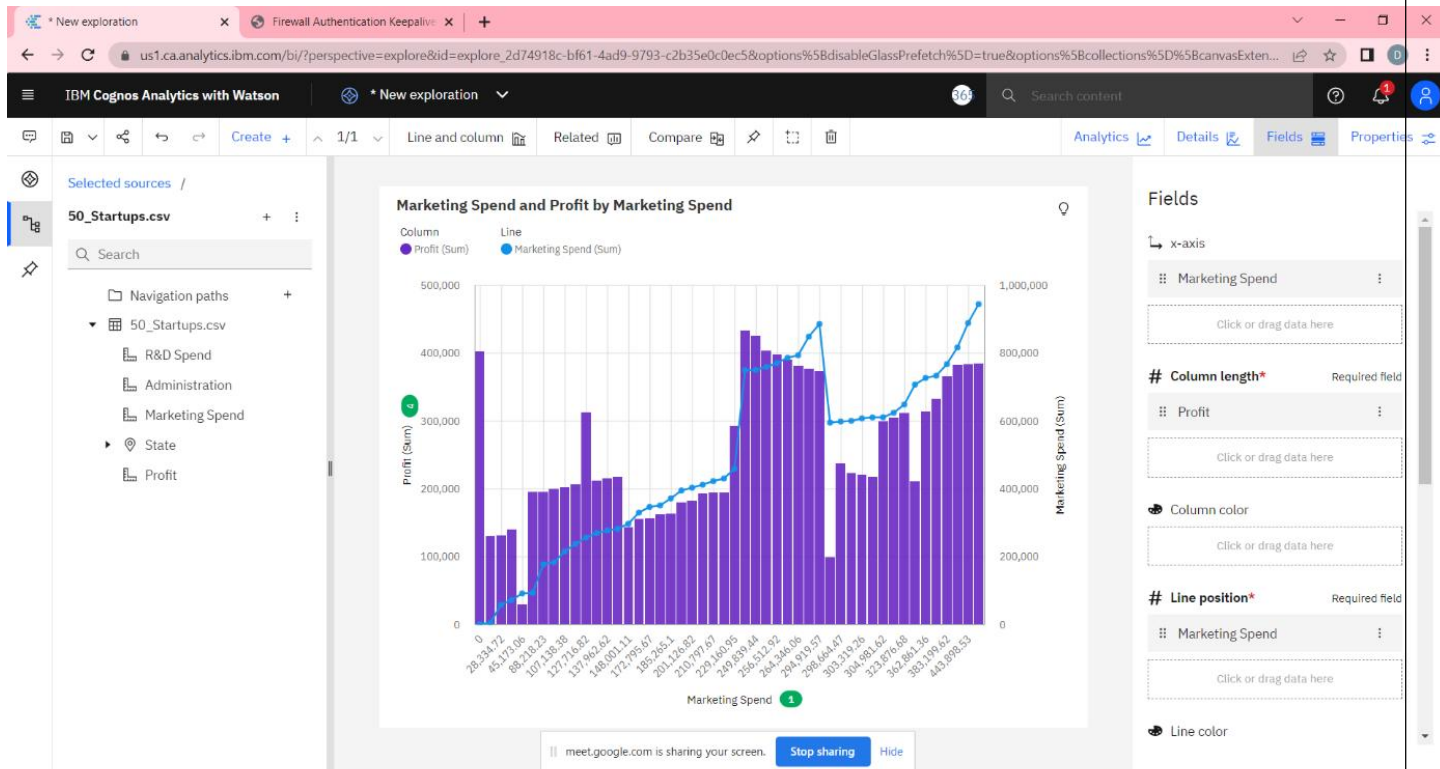 * New exploration
Firewall Authentication Keepalive
us1.ca.analytics.ibm.com/bi/?perspective=explore&id=explore_2d74918c-bf61-4ad9-9793-c2b35e0c0ec5&options%5BdisableGlassPrefetch%5D=true&options%5Bcollections%5D%5BcanvasExten...
D
IBM Cognos Analytics with Watson
* New exploration
365
Search content
1
Create +
1/1
Line and column
Related
Compare
Analytics
Details
Fields
Properties
Selected sources /
50_Startups.csv
Search
Navigation paths
50_Startups.csv
R&D Spend
Administration
Marketing Spend
State
Profit
Marketing Spend and Profit by Marketing Spend
Column
Line
Profit (Sum)
Marketing Spend (Sum)
500,000
400,000
300,000
200,000
100,000
0
Profit (Sum)
1,000,000
800,000
600,000
400,000
200,000
0
Marketing Spend (Sum)
0
28,334.72
45,173.06
88,218.23
107,138.38
127,716.82
137,962.62
148,001.11
172,795.67
185,265.1
201,126.82
210,797.67
229,160.95
249,839.44
256,512.92
264,346.06
294,919.57
298,664.47
303,319.26
304,981.62
323,876.68
362,861.36
383,199.62
443,898.53
Marketing Spend
1
meet.google.com is sharing your screen.
Stop sharing
Hide
Fields
x-axis
Marketing Spend
Click or drag data here
# Column length*
Required field
Profit
Click or drag data here
Column color
Click or drag data here
# Line position*
Required field
Marketing Spend
Click or drag data here
Line color